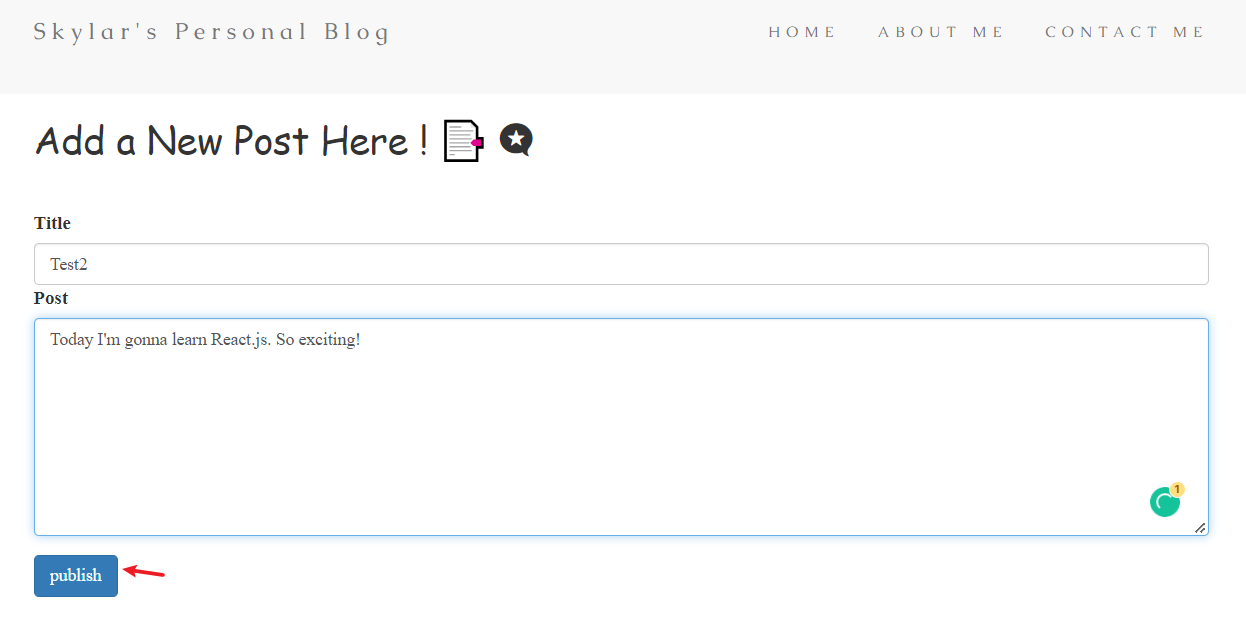 Skylar's Personal Blog
HOME ABOUT ME CONTACT ME
Add a New Post Here !
Title
Test2
Post
Today I'm gonna learn React.js. So exciting!
1
publish